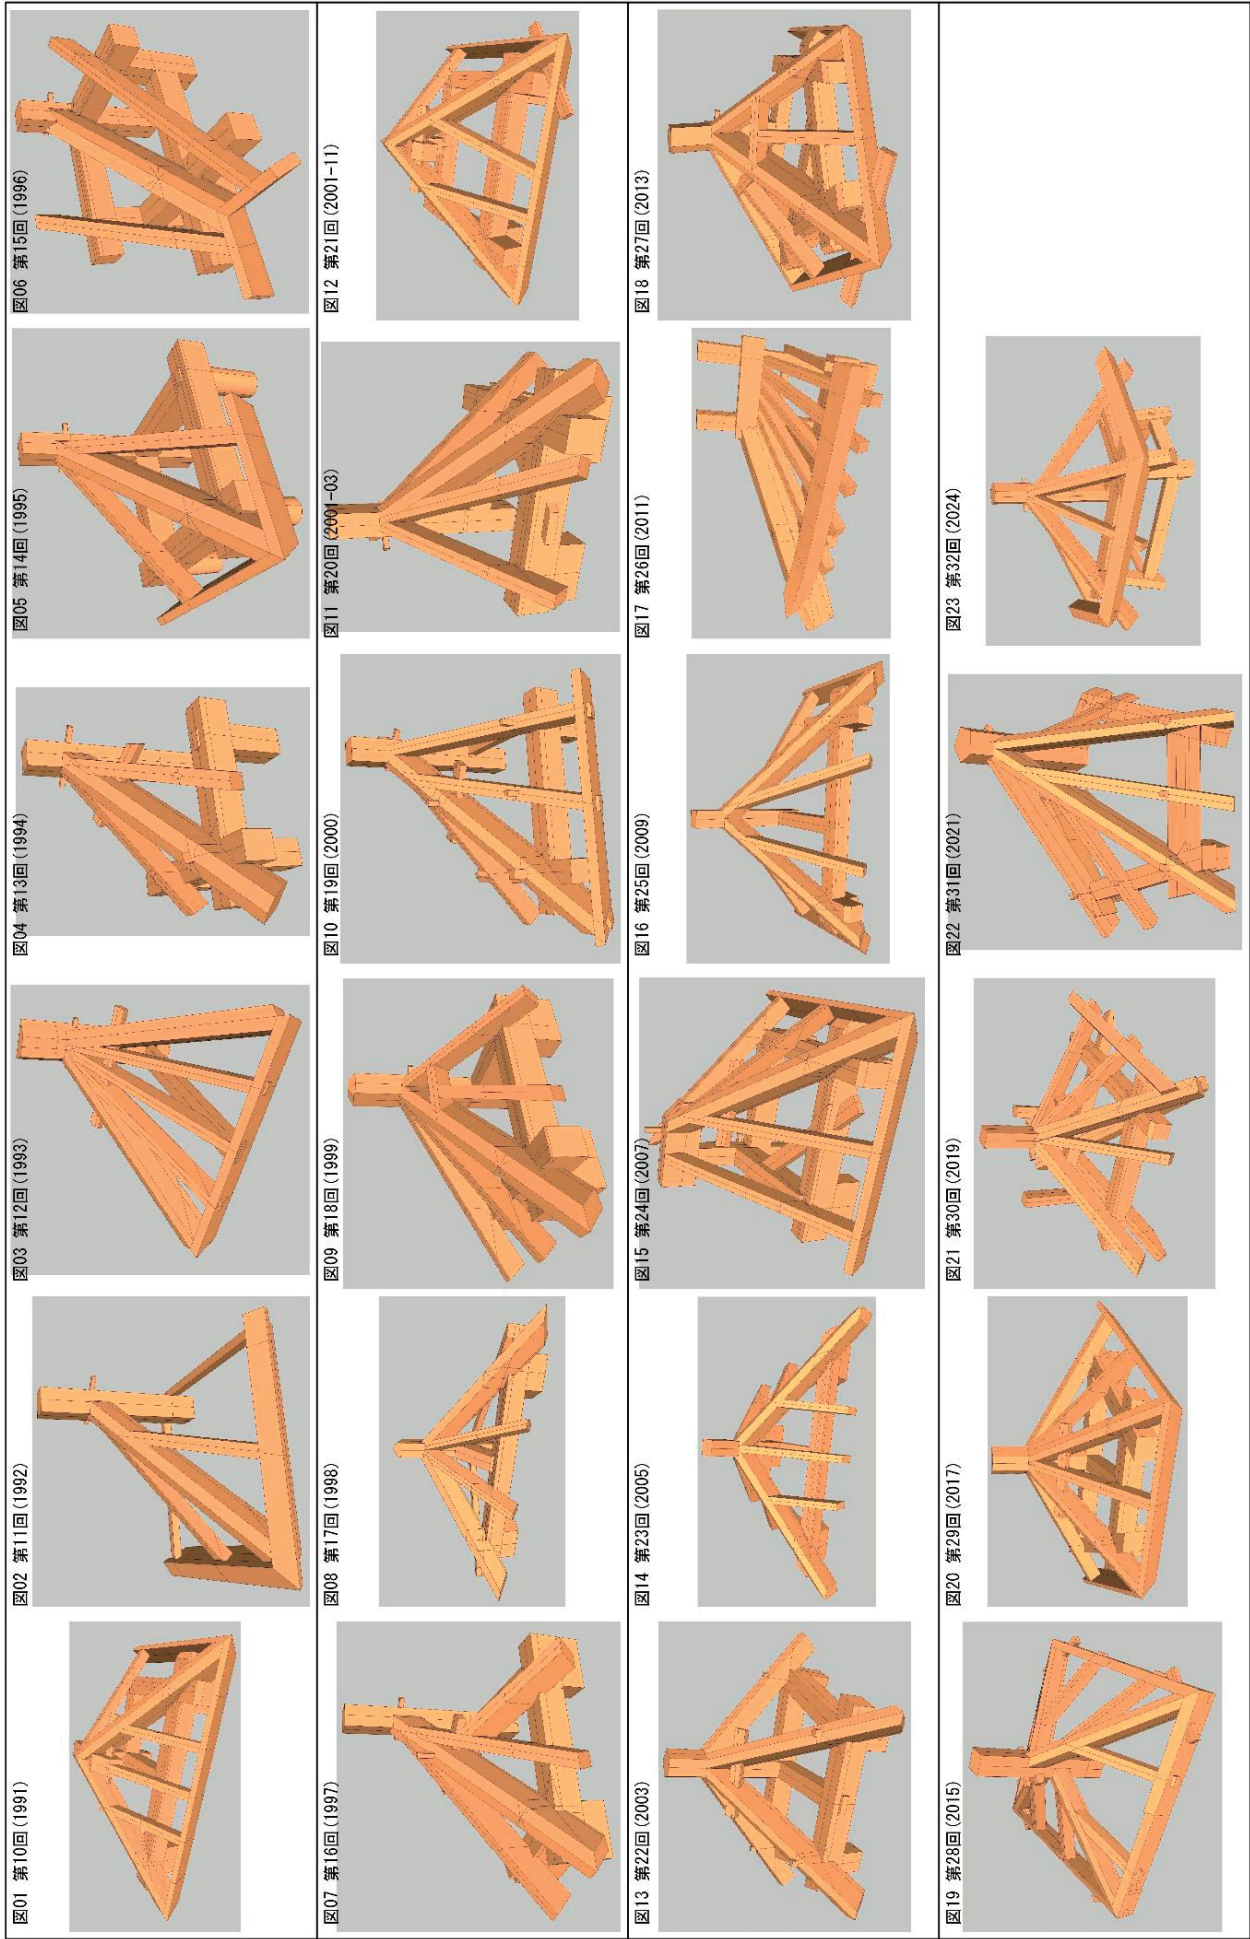 図01 第10回(1991)
図02 第11回(1992)
図03 第12回(1993)
図04 第13回(1994)
図05 第14回(1995)
図06 第15回(1996)
図07 第16回(1997)
図08 第17回(1998)
図09 第18回(1999)
図10 第19回(2000)
図11 第20回(2001-03)
図12 第21回(2001-11)
図13 第22回(2003)
図14 第23回(2005)
図15 第24回(2007)
図16 第25回(2009)
図17 第26回(2011)
図18 第27回(2013)
図19 第28回(2015)
図20 第29回(2017)
図21 第30回(2019)
図22 第31回(2021)
図23 第32回(2024)